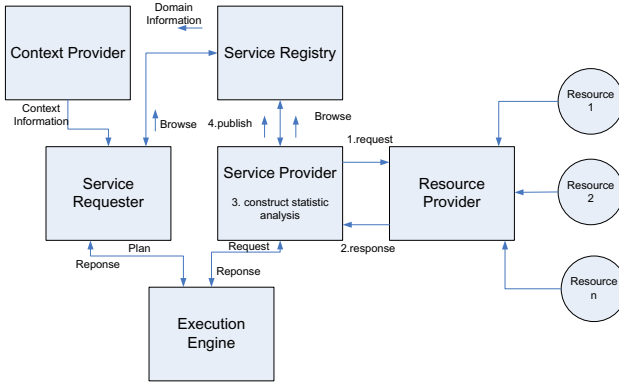 Domain
Information
Context Provider
Service Registry
Context
Information
Browse
4.publish
Browse
1.request
Resource
1
Service
Requester
Service Provider
3. construct statistic
analysis
Resource
Provider
Resource
2
Plan
Reponse
Request
Reponse
2.response
Resource
n
Execution
Engine